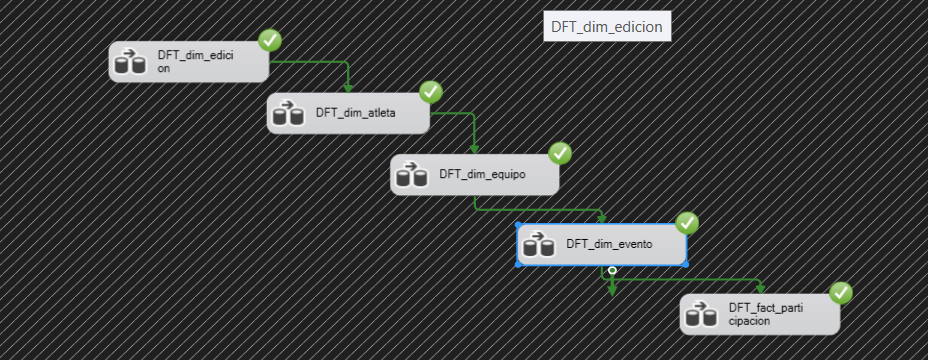 DFT_dim_edicion
DFT_dim_edici
on
DFT_dim_atleta
DFT_dim_equipo
DFT_dim_evento
DFT_fact_parti
cipacion